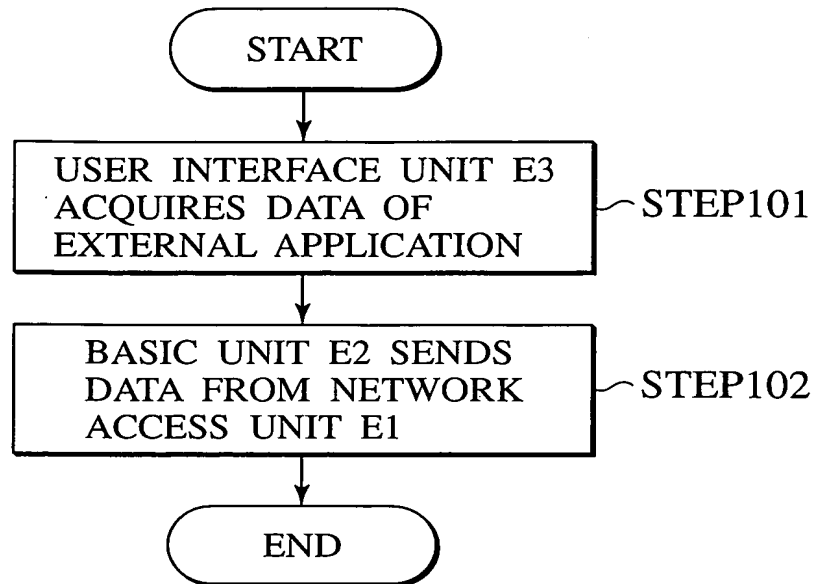 START
USER INTERFACE UNIT E3
ACQUIRES DATA OF
EXTERNAL APPLICATION
STEP101
BASIC UNIT E2 SENDS
DATA FROM NETWORK
ACCESS UNIT E1
STEP102
END